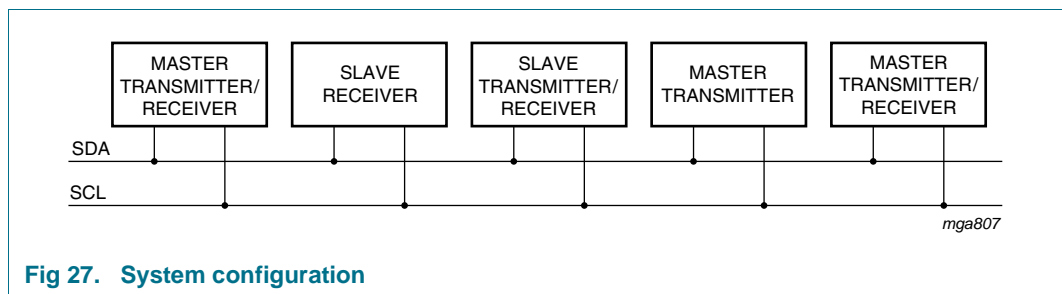 MASTER
TRANSMITTER/
RECEIVER
SLAVE
RECEIVER
SLAVE
TRANSMITTER/
RECEIVER
MASTER
TRANSMITTER
MASTER
TRANSMITTER/
RECEIVER
SDA
SCL
mga807
Fig 27. System configuration